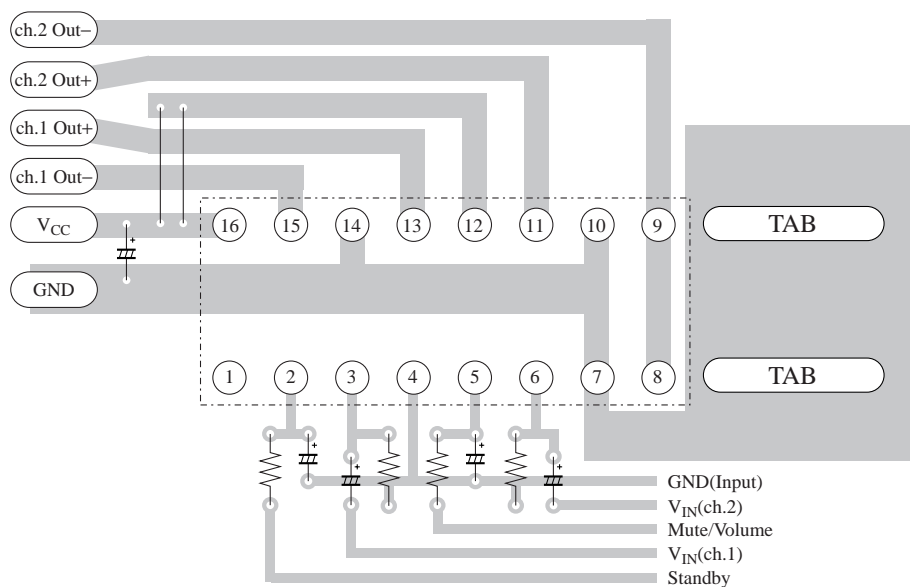 ch.2 Out−
ch.2 Out+
ch.1 Out+
ch.1 Out−
VCC
GND
+
16 15 14 13 12 11 10 9
TAB
1 2 3 4 5 6 7 8
TAB
+ + + +
GND(Input)
VIN(ch.2)
Mute/Volume
VIN(ch.1)
Standby